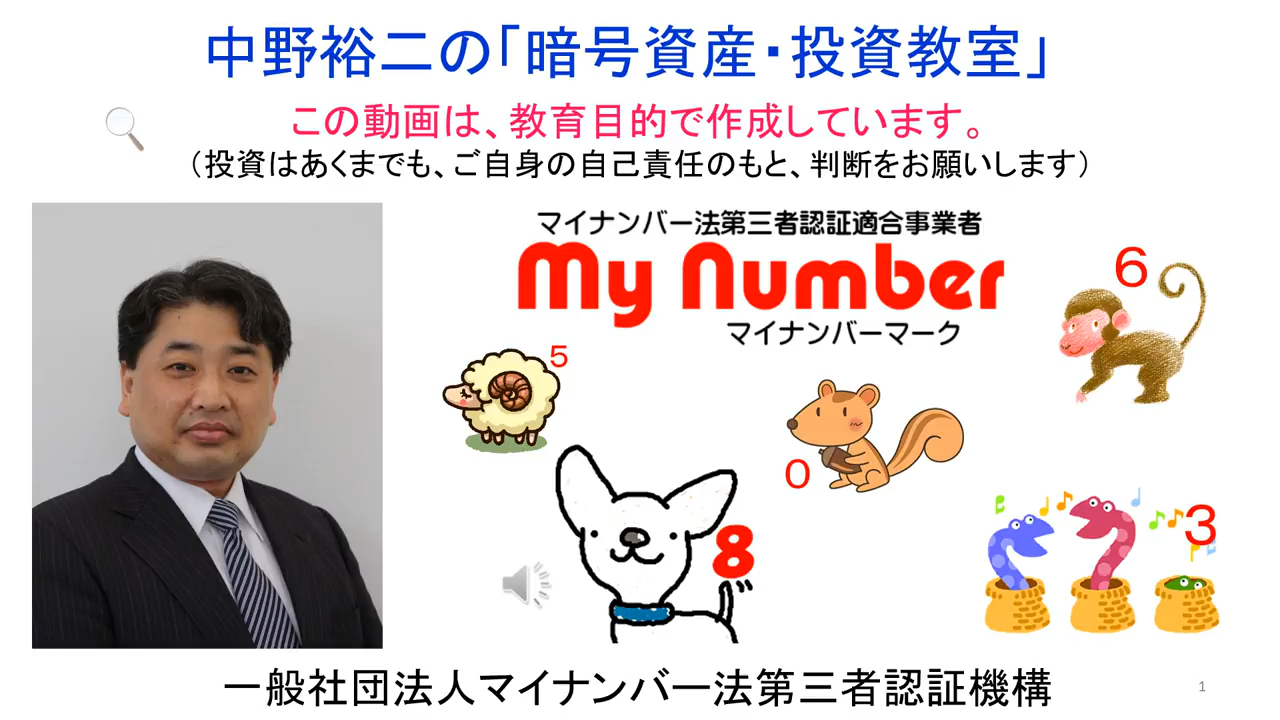 中野裕二の「暗号資産・投資教室」
この動画は、教育目的で作成しています。
(投資はあくまでも、ご自身の自己責任のもと、判断をお願いします)
マイナンバー法第三者認証適合事業者
My Number
マイナンバーマーク
6
5
0
3
8
一般社団法人マイナンバー法第三者認証機構
1